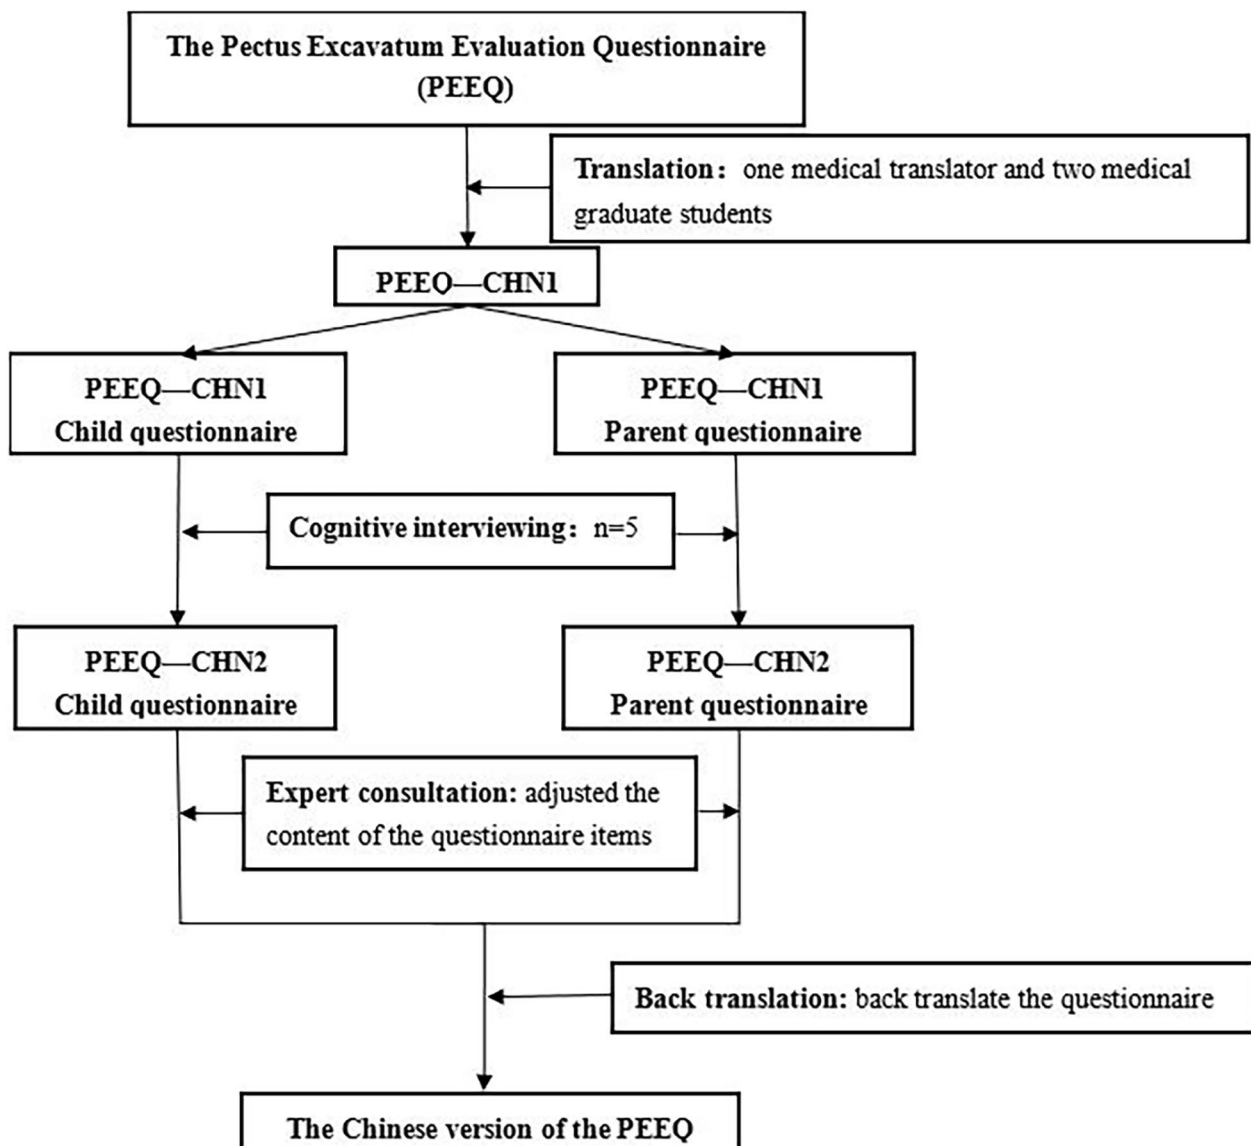 The Pectus Excavatum Evaluation Questionnaire
(PEEQ)
Translation： one medical translator and two medical
graduate students
PEEQ—CHN1
PEEQ—CHN1
Child questionnaire
PEEQ—CHN1
Parent questionnaire
Cognitive interviewing： n=5
PEEQ—CHN2
Child questionnaire
PEEQ—CHN2
Parent questionnaire
Expert consultation: adjusted the
content of the questionnaire items
Back translation: back translate the questionnaire
The Chinese version of the PEEQ